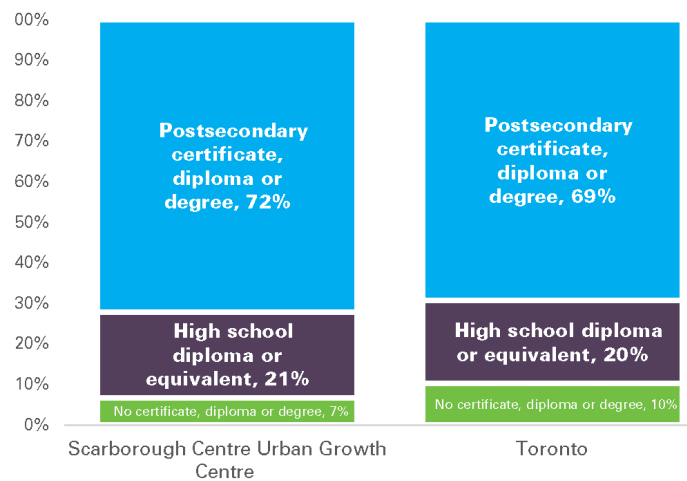 00%
90%
80%
70%
60%
50%
40%
30%
20%
10%
0%
Postsecondary
certificate,
diploma or
degree, 72%
High school
diploma or
equivalent, 21%
No certificate, diploma or degree, 7%
Postsecondary
certificate,
diploma or
degree, 69%
High school diploma
or equivalent, 20%
No certificate, diploma or degree, 10%
Scarborough Centre Urban Growth
Centre
Toronto